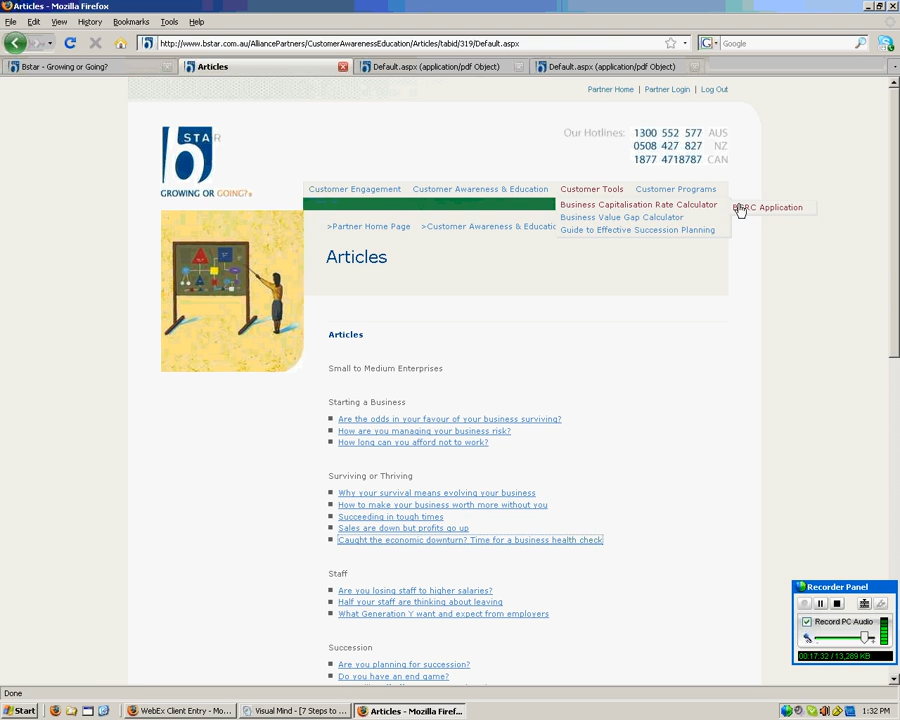 Articles - Mozilla Firefox
File Edit View History Bookmarks Tools Help
http://www.bstar.com.au/AlliancePartners/CustomerAwarenessEducation/Articles/tabid/319/Default.aspx
Google
Bstar - Growing or Going?
Articles
Default.aspx (application/pdf Object)
Default.aspx (application/pdf Object)
Partner Home | Partner Login | Log Out
b STAR
GROWING OR GOING?
Our Hotlines: 1300 552 577 AUS
0508 427 827 NZ
1877 4718787 CAN
Customer Engagement Customer Awareness & Education Customer Tools Customer Programs
Business Capitalisation Rate Calculator
Application
Business Value Gap Calculator
Guide to Effective Succession Planning
>Partner Home Page >Customer Awareness & Educatio
Articles
Articles
Small to Medium Enterprises
Starting a Business
Are the odds in your favour of your business surviving?
How are you managing your business risk?
How long can you afford not to work?
Surviving or Thriving
Why your survival means evolving your business
How to make your business worth more without you
Succeeding in tough times
Sales are down but profits go up
Caught the economic downturn? Time for a business health check
Staff
Are you losing staff to higher salaries?
Half your staff are thinking about leaving
What Generation Y want and expect from employers
Succession
Are you planning for succession?
Do you have an end game?
Recorder Panel
Record PC Audio
00:17:32 / 13,289 KB
Done
Start
WebEx Client Entry - Mo...
Visual Mind - [7 Steps to ...
Articles - Mozilla Firef...
1:32 PM